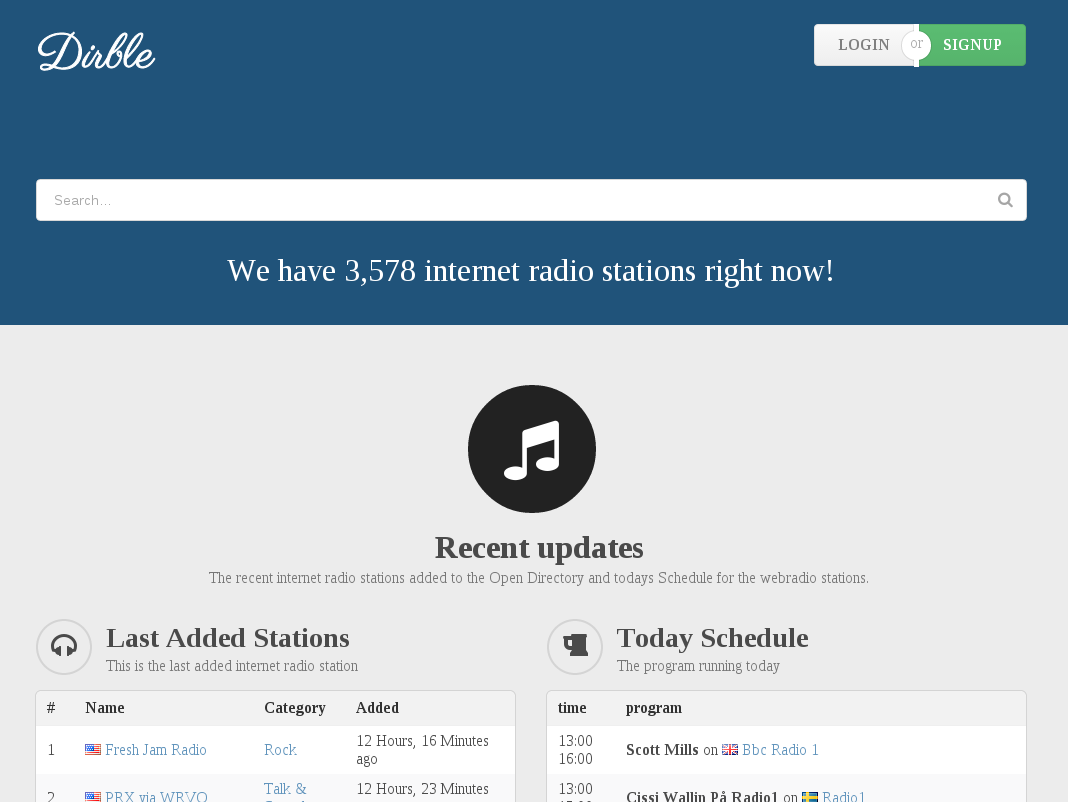 Dirble
LOGIN or SIGNUP
Search...
We have 3,578 internet radio stations right now!
Recent updates
The recent internet radio stations added to the Open Directory and todays Schedule for the webradio stations.
Last Added Stations
This is the last added internet radio station
# Name Category Added
1 Fresh Jam Radio Rock 12 Hours, 16 Minutes
ago
2 PRX via WRVO Talk & 12 Hours, 23 Minutes
Today Schedule
The program running today
time program
13:00
16:00 Scott Mills on Bbc Radio 1
13:00
Cissi Wallin På Radio1 on Radio1